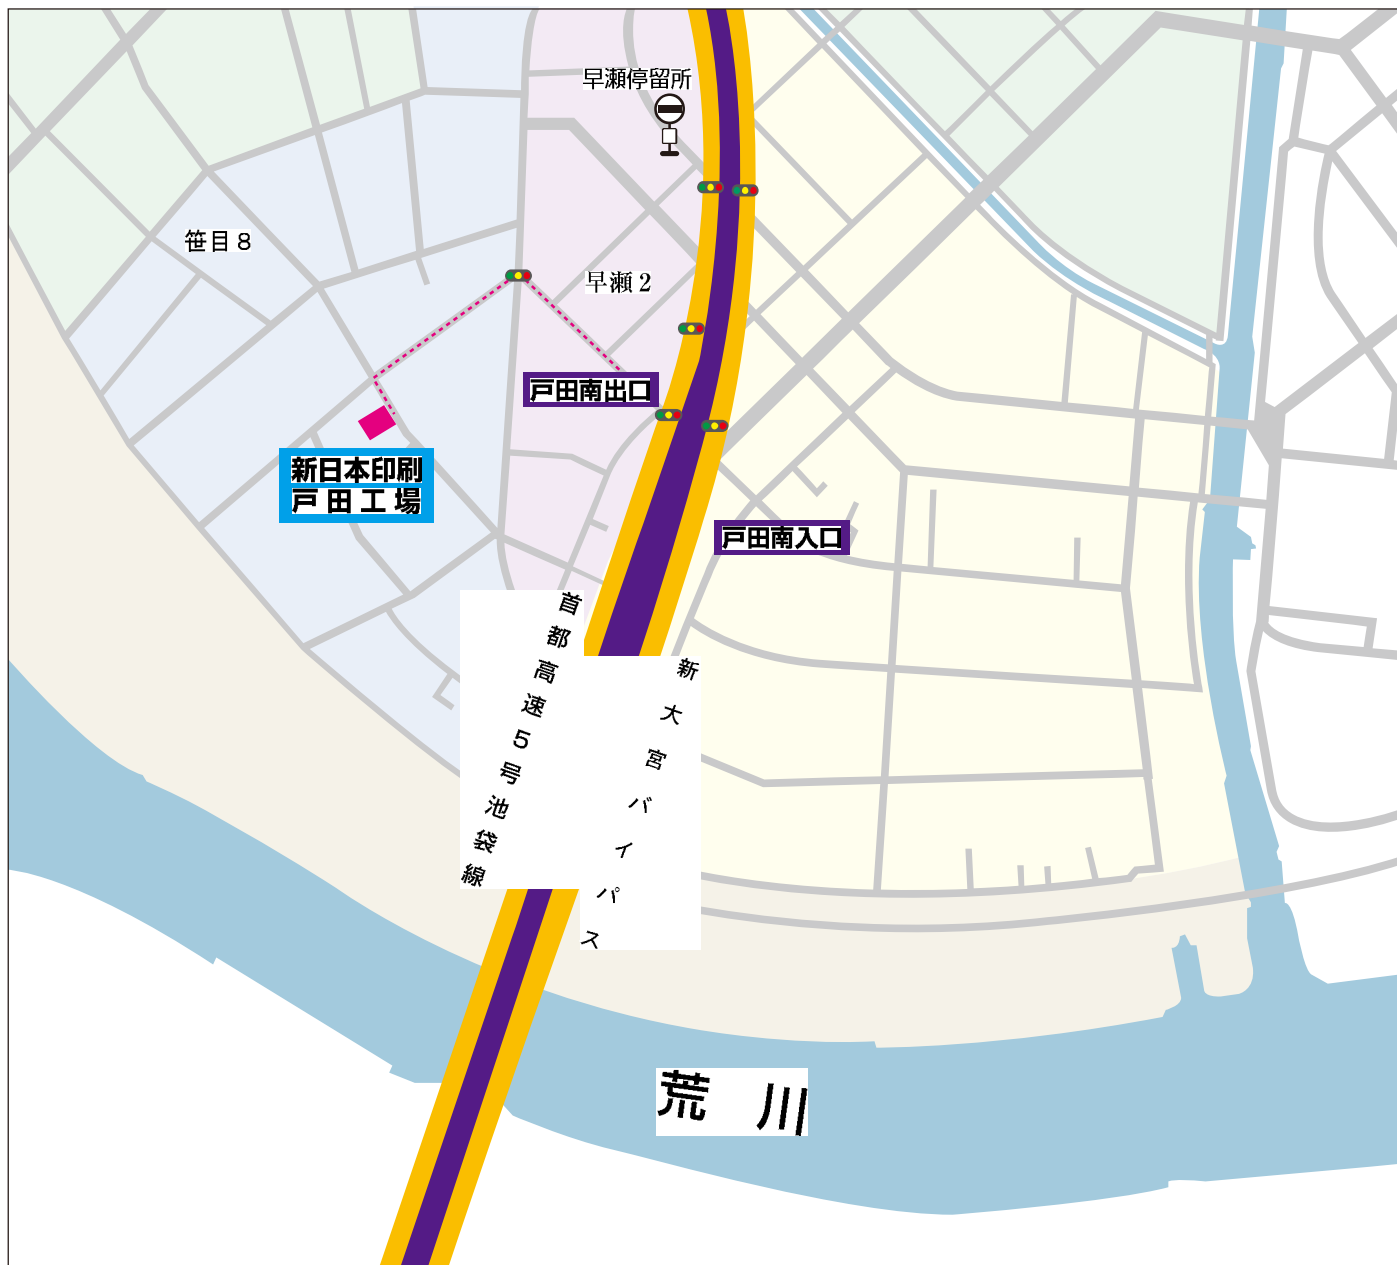 早瀬停留所
笹目8
早瀬2
戸田南出口
新日本印刷
戸田工場
戸田南入口
首都高速5号池袋線
新大宮バイパス
荒川